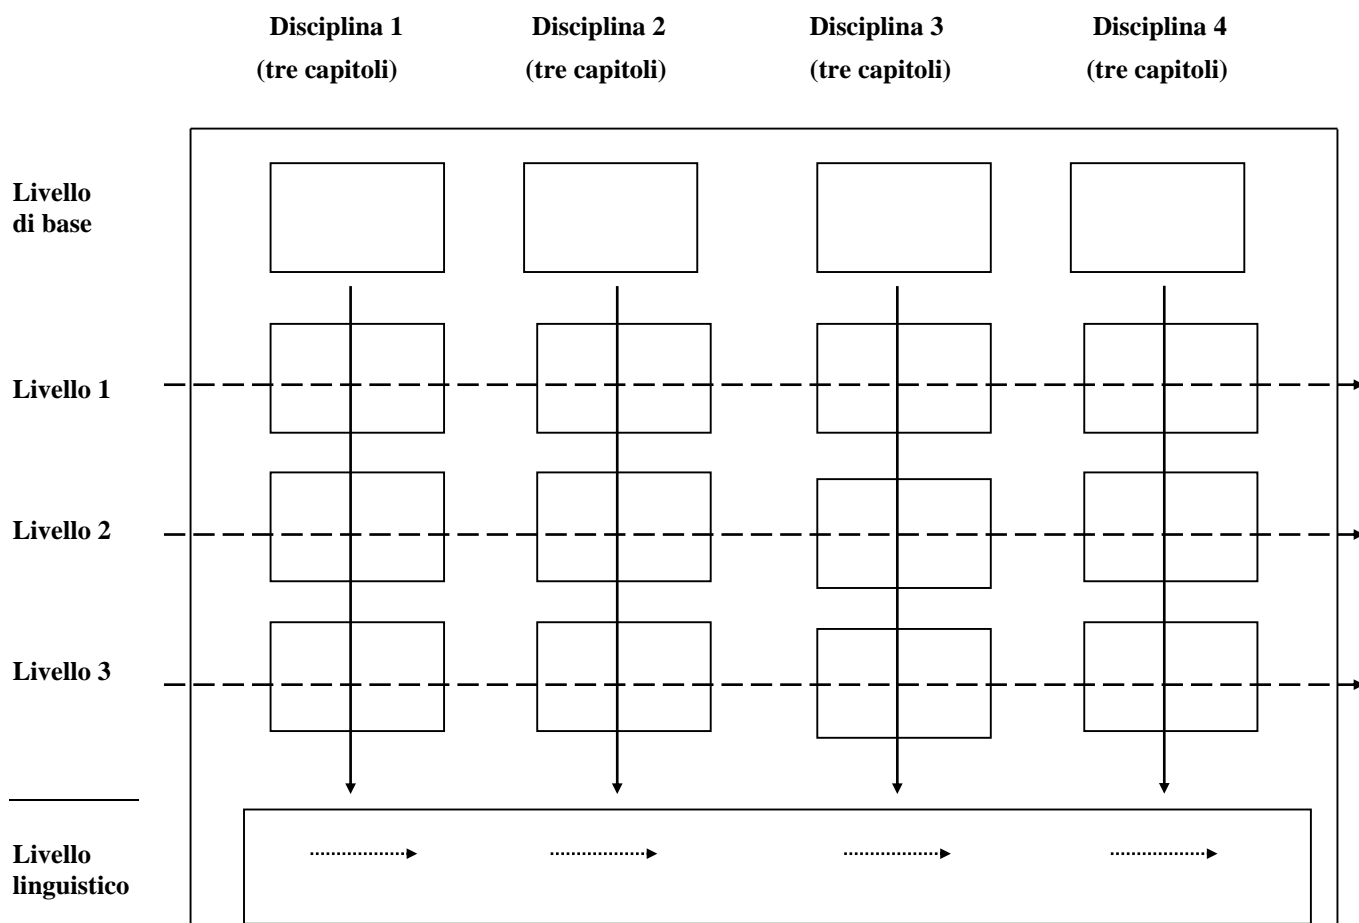 Disciplina 1 Disciplina 2 Disciplina 3 Disciplina 4
(tre capitoli) (tre capitoli) (tre capitoli) (tre capitoli)
Livello
di base
Livello 1
Livello 2
Livello 3
Livello
linguistico